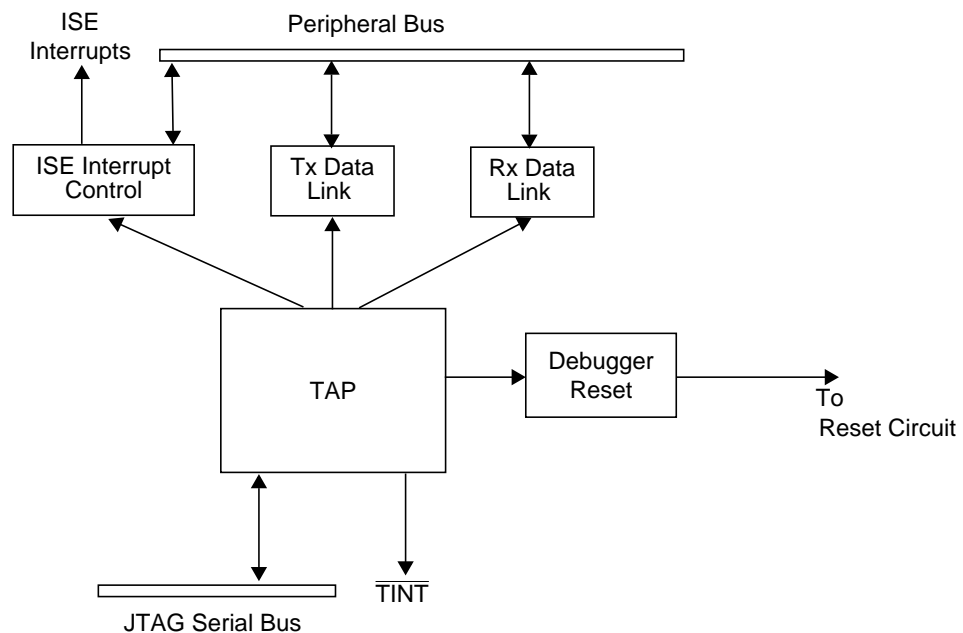 ISE
Interrupts
Peripheral Bus
ISE Interrupt
Control
Tx Data
Link
Rx Data
Link
TAP
Debugger
Reset
To
Reset Circuit
TINT
JTAG Serial Bus